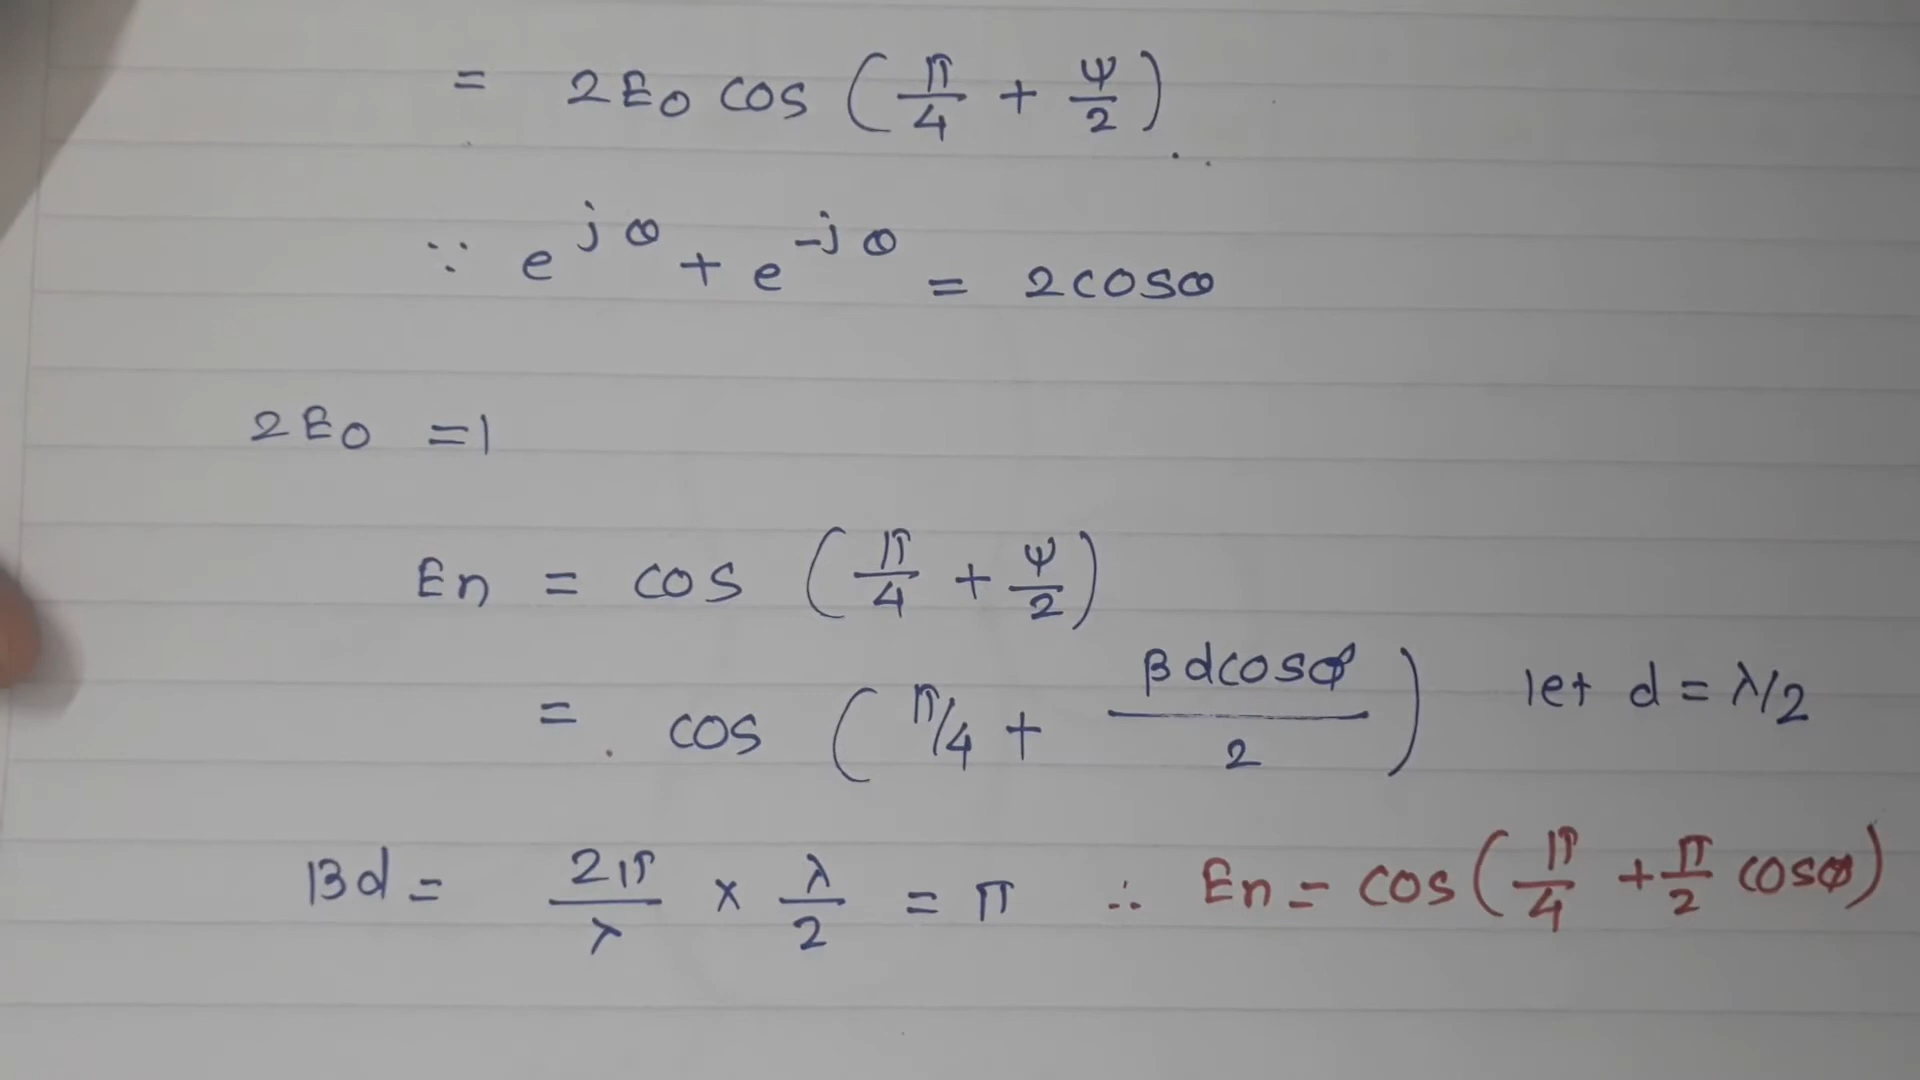 = 2E0 cos (π/4 + ψ/2)
∵ e^jθ + e^-jθ = 2cosθ
2E0 = 1
En = cos (π/4 + ψ/2)
= cos (π/4 + βdcosφ/2) let d = λ/2
βd = 2π/λ × λ/2 = π ∴ En = cos(π/4 + π/2 cosφ)